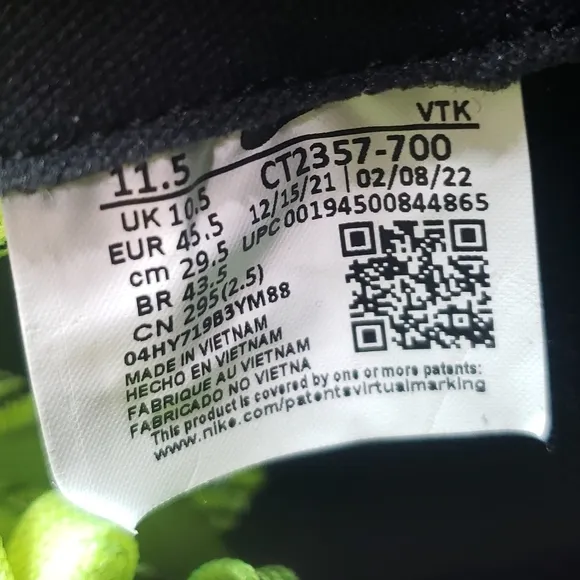 VTK
11.5 CT2357-700
UK 10.5 12/15/21 | 02/08/22
EUR 45.5 UPC 00194500844865
cm 29.5
BR 43.5
CN 295(2.5)
04HY719B3YM88
MADE IN VIETNAM
HECHO EN VIETNAM
FABRIQUE AU VIETNAM
FABRICADO NO VIETNA
This product is covered by one or more patents:
www.nike.com/patentsvirtualmarking